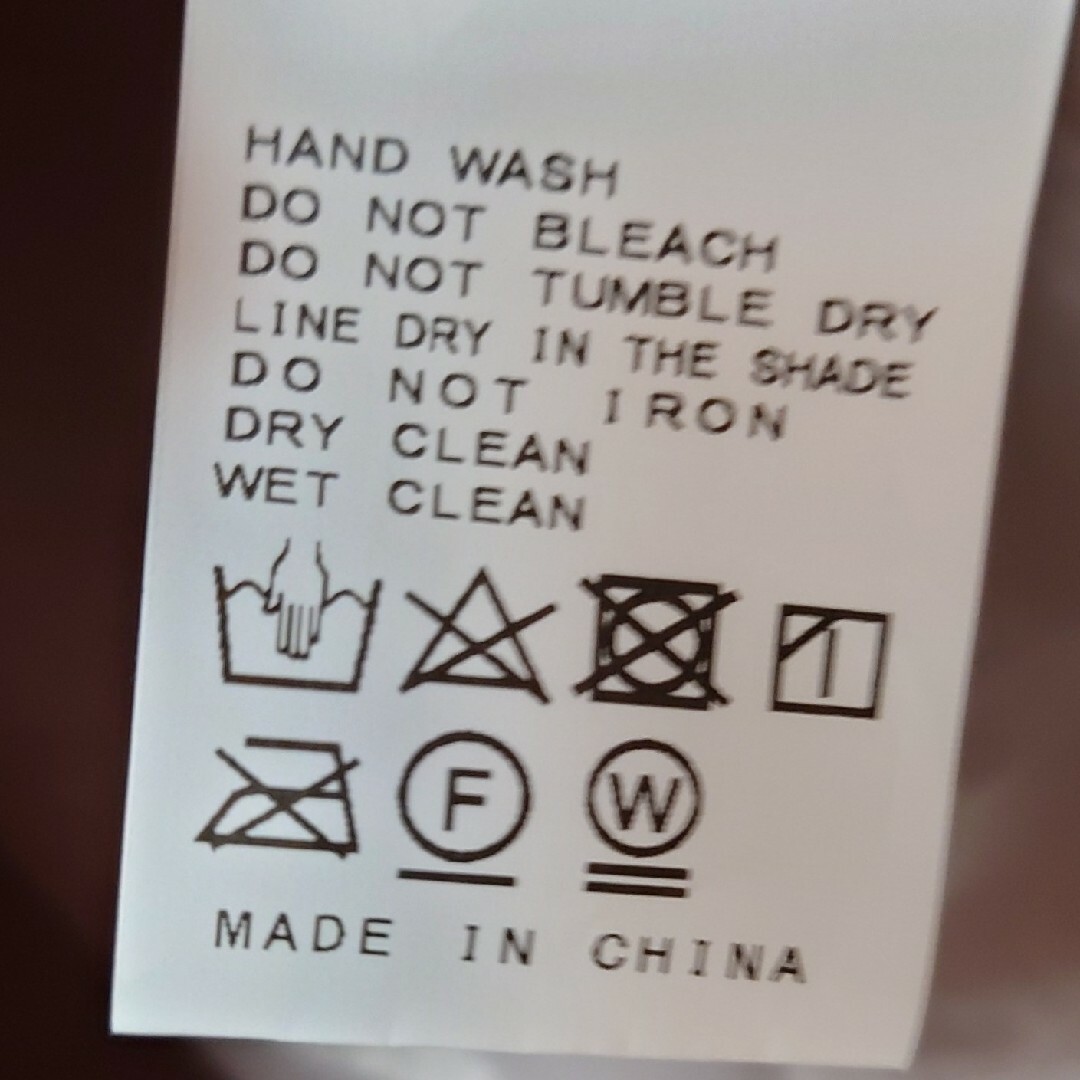 HAND WASH
DO NOT BLEACH
DO NOT TUMBLE DRY
LINE DRY IN THE SHADE
DO NOT IRON
DRY CLEAN
WET CLEAN
F W
MADE IN CHINA